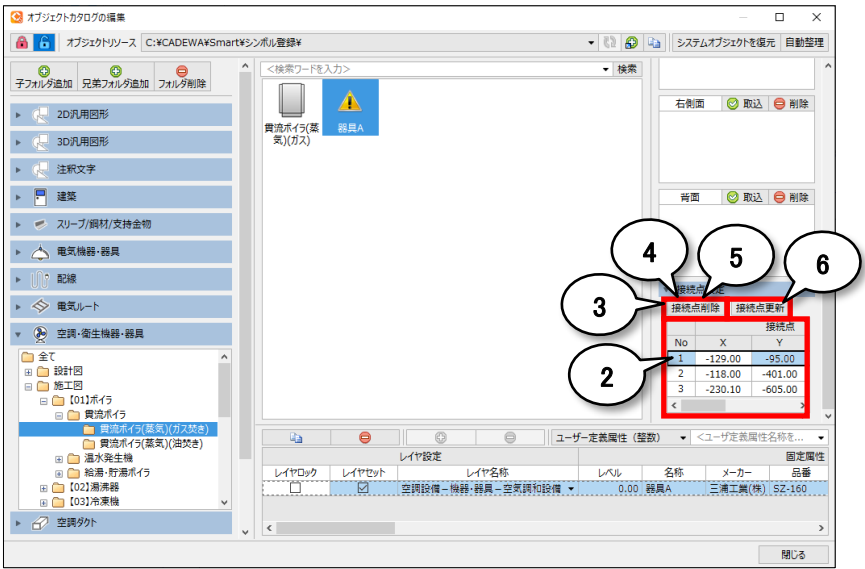 オブジェクトカタログの編集
オブジェクトリソース C:¥CADEWA¥Smart¥シンボル登録¥ システムオブジェクトを復元 自動整理
子フォルダ追加 兄弟フォルダ追加 フォルダ削除
2D汎用図形
3D汎用図形
注釈文字
建築
スリーブ/鋼材/支持金物
電気機器・器具
配線
電気ルート
空調・衛生機器・器具
全て
設計図
施工図
【01】ボイラ
貫流ボイラ
貫流ボイラ(蒸気)(ガス焚き)
貫流ボイラ(蒸気)(油焚き)
温水発生機
給湯・貯湯ボイラ
【02】湯沸器
【03】冷凍機
空調ダクト
<検索ワードを入力> 検索
貫流ボイラ(蒸
気)(ガス)
器具A
右側面 取込 削除
背面 取込 削除
4 5 6
3
2
接続点削除 接続点更新
接続点
No X Y
1 -129.00 -95.00
2 -118.00 -401.00
3 -230.10 -605.00
ユーザー定義属性（整数） <ユーザ定義属性名称を...
レイヤ設定 固定属性
レイヤロック レイヤセット レイヤ名称 レベル 名称 メーカー 品番
空調設備－機器・器具－空気調和設備 0.00 器具A 三浦工業(株) SZ-160
閉じる